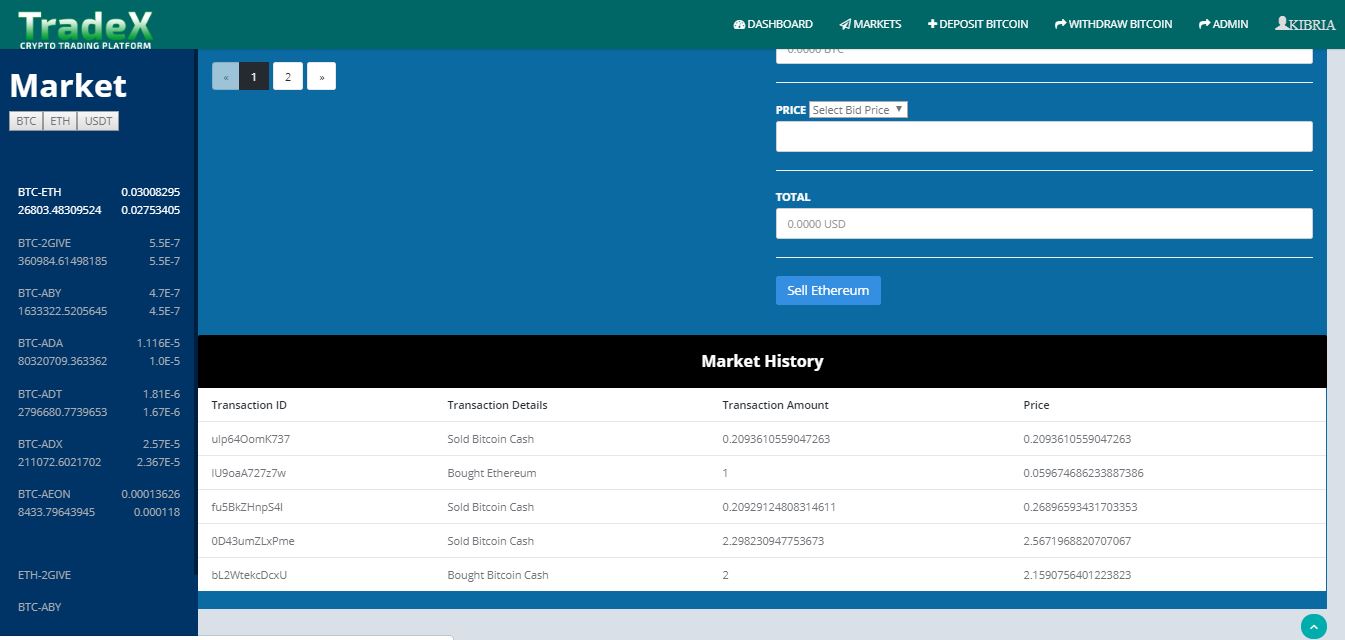 TradeX
CRYPTO TRADING PLATFORM
DASHBOARD MARKETS DEPOSIT BITCOIN WITHDRAW BITCOIN ADMIN KIBRIA
Market
BTC ETH USDT
BTC-ETH 0.03008295
26803.48309524 0.02753405
BTC-2GIVE 5.5E-7
360984.61498185 5.5E-7
BTC-ABY 4.7E-7
1633322.5206645 4.5E-7
BTC-ADA 1.116E-5
80320709.363362 1.0E-5
BTC-ADT 1.81E-6
2796680.7739653 1.67E-6
BTC-ADX 2.57E-5
211072.6021702 2.367E-5
BTC-AEON 0.00013626
8433.79643945 0.000118
ETH-2GIVE
BTC-ABY
« 1 2 »
0.0000 BTC
PRICE Select Bid Price ▼
TOTAL
0.0000 USD
Sell Ethereum
Market History
Transaction ID Transaction Details Transaction Amount Price
ulp64OomK737 Sold Bitcoin Cash 0.2093610559047263 0.2093610559047263
IU9oaA727z7w Bought Ethereum 1 0.059674686233887386
fu5BkZHnpS4l Sold Bitcoin Cash 0.20929124808314611 0.26896593431703353
0D43umZLxPme Sold Bitcoin Cash 2.298230947753673 2.5671968820707067
bL2WtekcDcxU Bought Bitcoin Cash 2 2.1590756401223823